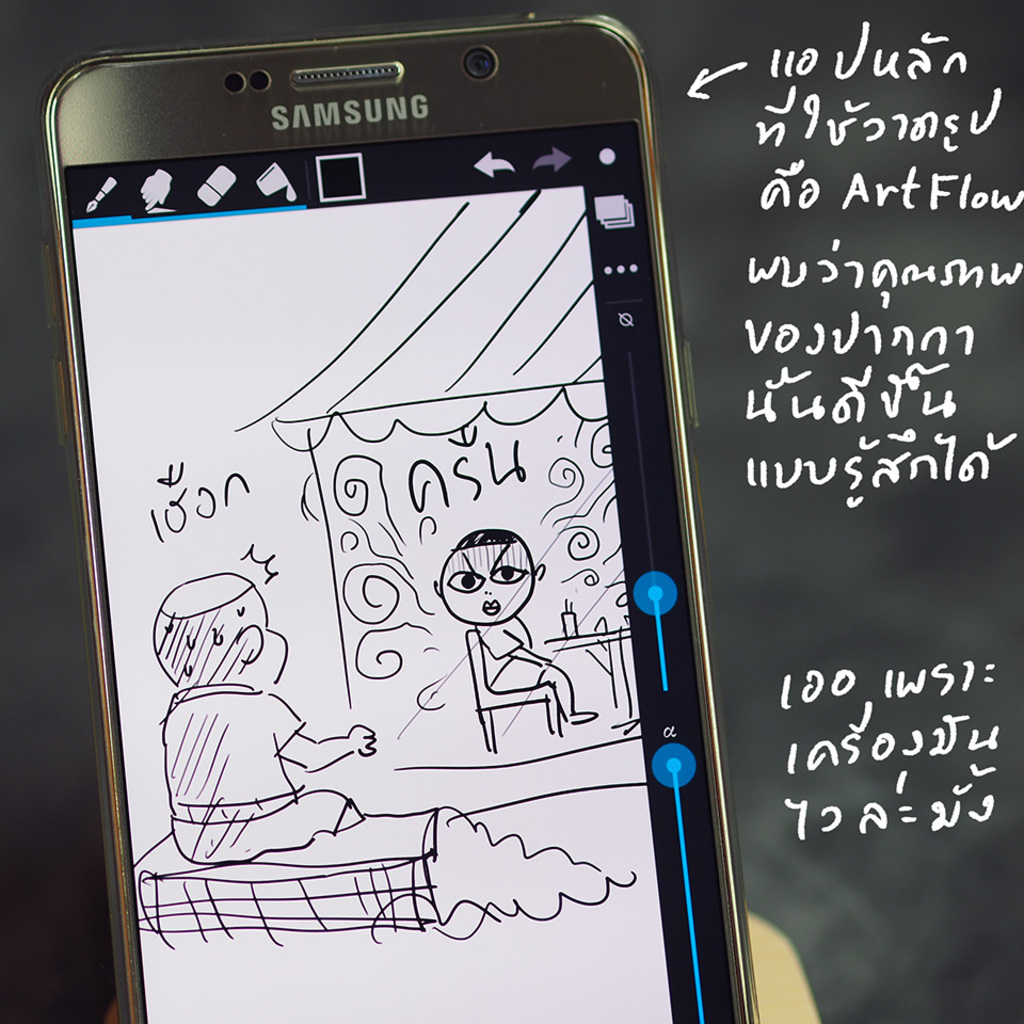 SAMSUNG
แอปหลัก
ที่ใช้วาดรูป
คือ ArtFlow
พบว่าคุณภาพ
ของปากกา
นั้นดีขึ้น
แบบรู้สึกได้
ครืน
เชี้อก
α
เออ เพราะ
เครื่องมัน
ไวล่ะมั้ง